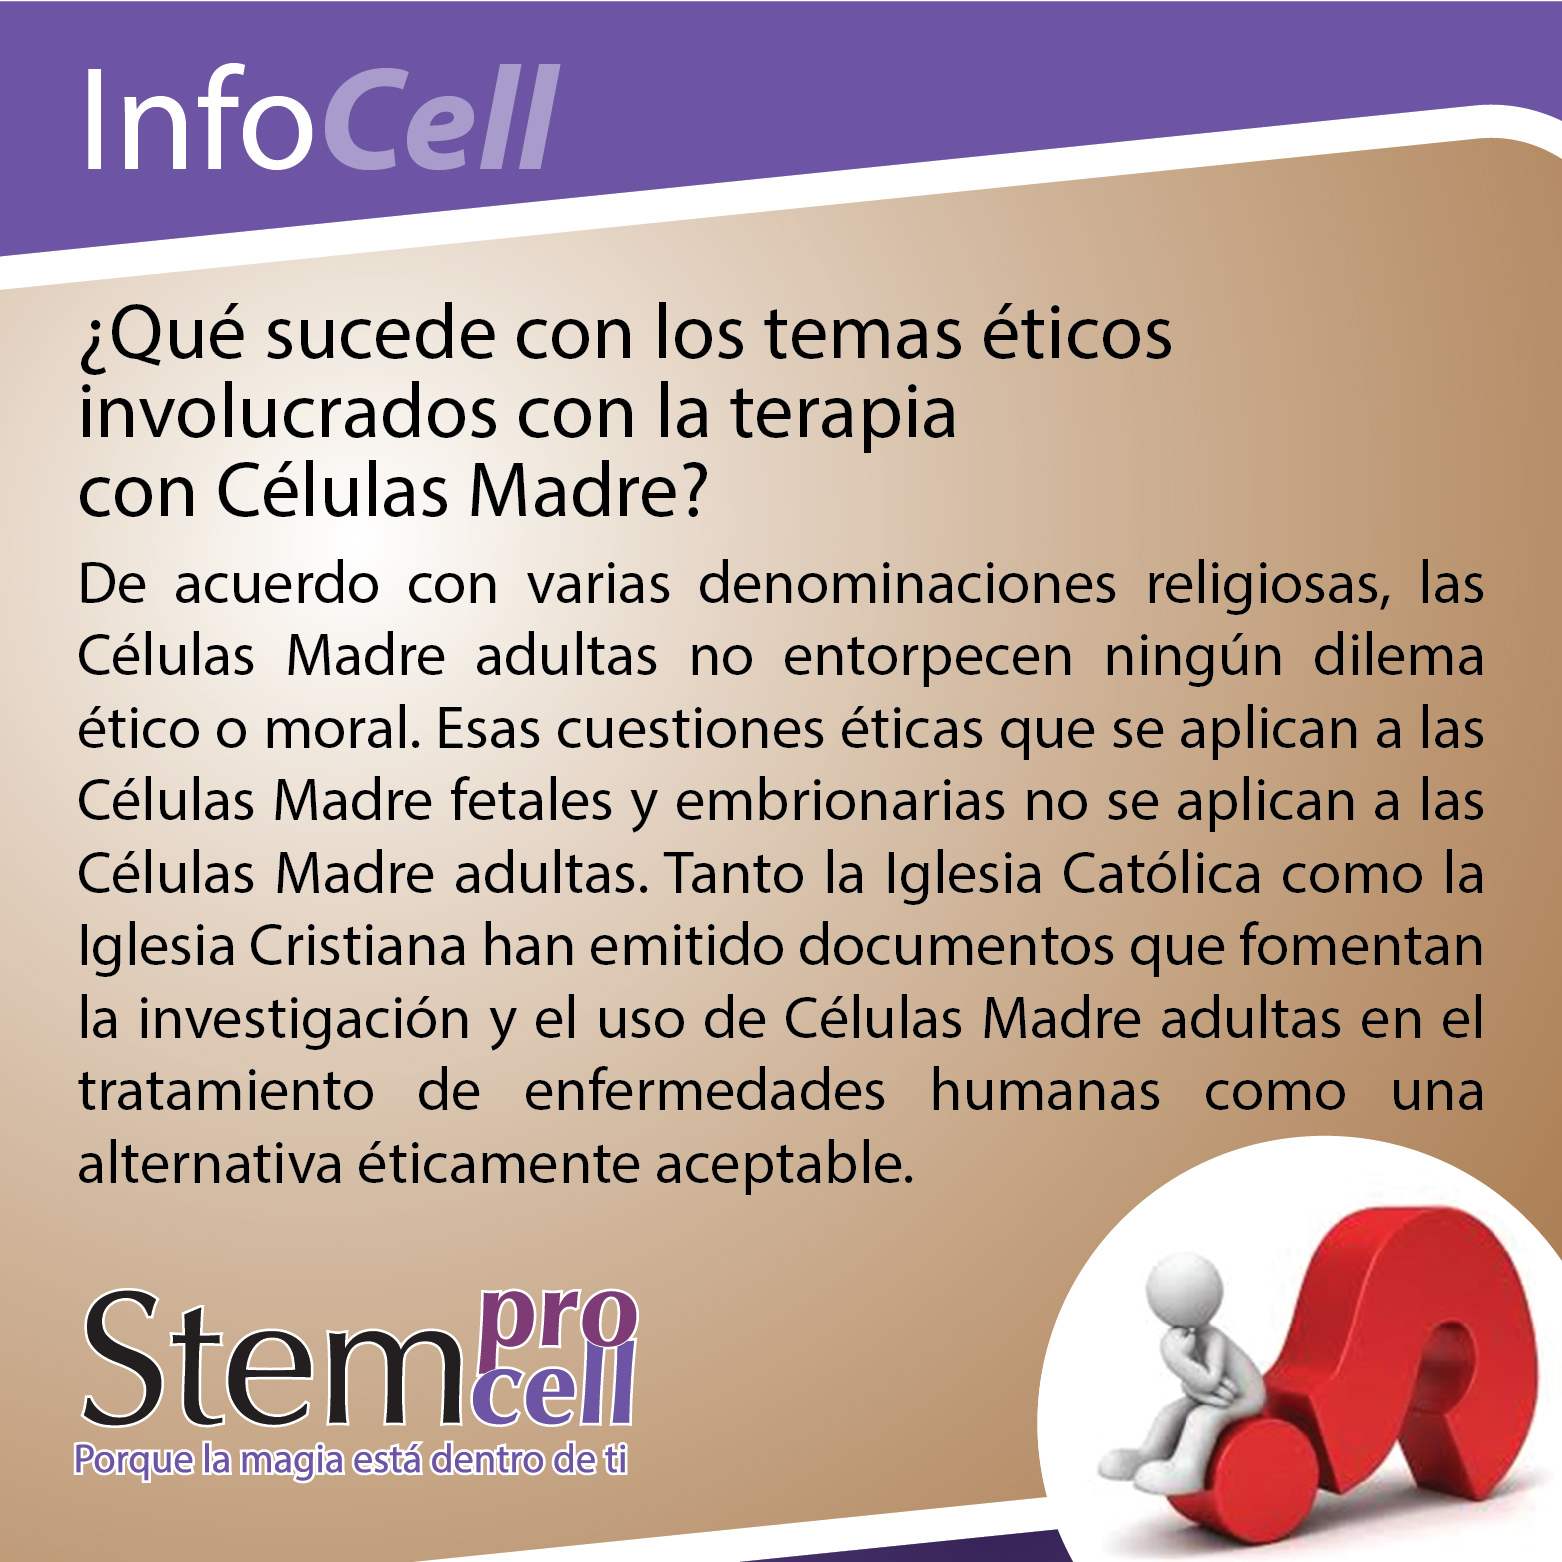 InfoCell
¿Qué sucede con los temas éticos
involucrados con la terapia
con Células Madre?
De acuerdo con varias denominaciones religiosas, las
Células Madre adultas no entorpecen ningún dilema
ético o moral. Esas cuestiones éticas que se aplican a las
Células Madre fetales y embrionarias no se aplican a las
Células Madre adultas. Tanto la Iglesia Católica como la
Iglesia Cristiana han emitido documentos que fomentan
la investigación y el uso de Células Madre adultas en el
tratamiento de enfermedades humanas como una
alternativa éticamente aceptable.
Stem pro cell
Porque la magia está dentro de ti